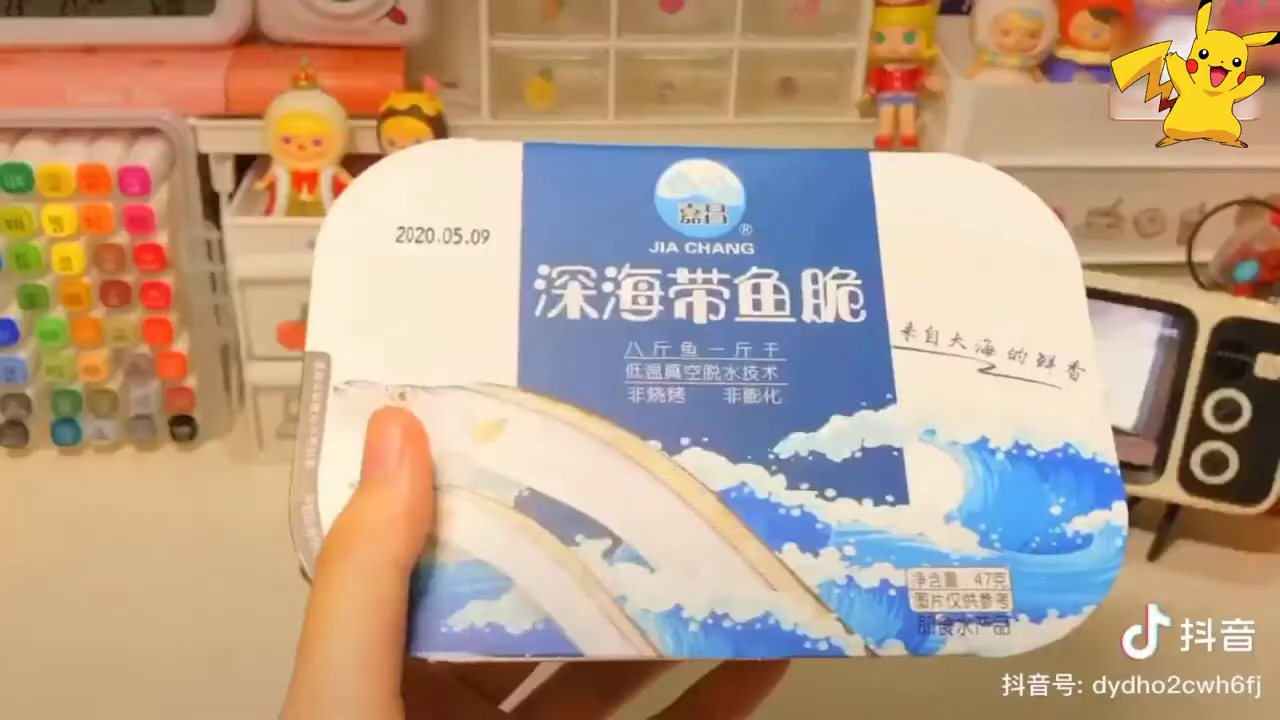 2020.05.09
嘉昌
®
JIA CHANG
深海带鱼脆
八斤鱼一斤干
低温真空脱水技术
非烧烤 非膨化
来自大海的鲜香
净含量：47克
图片仅供参考
即食水产品
抖音
抖音号: dydho2cwh6fj